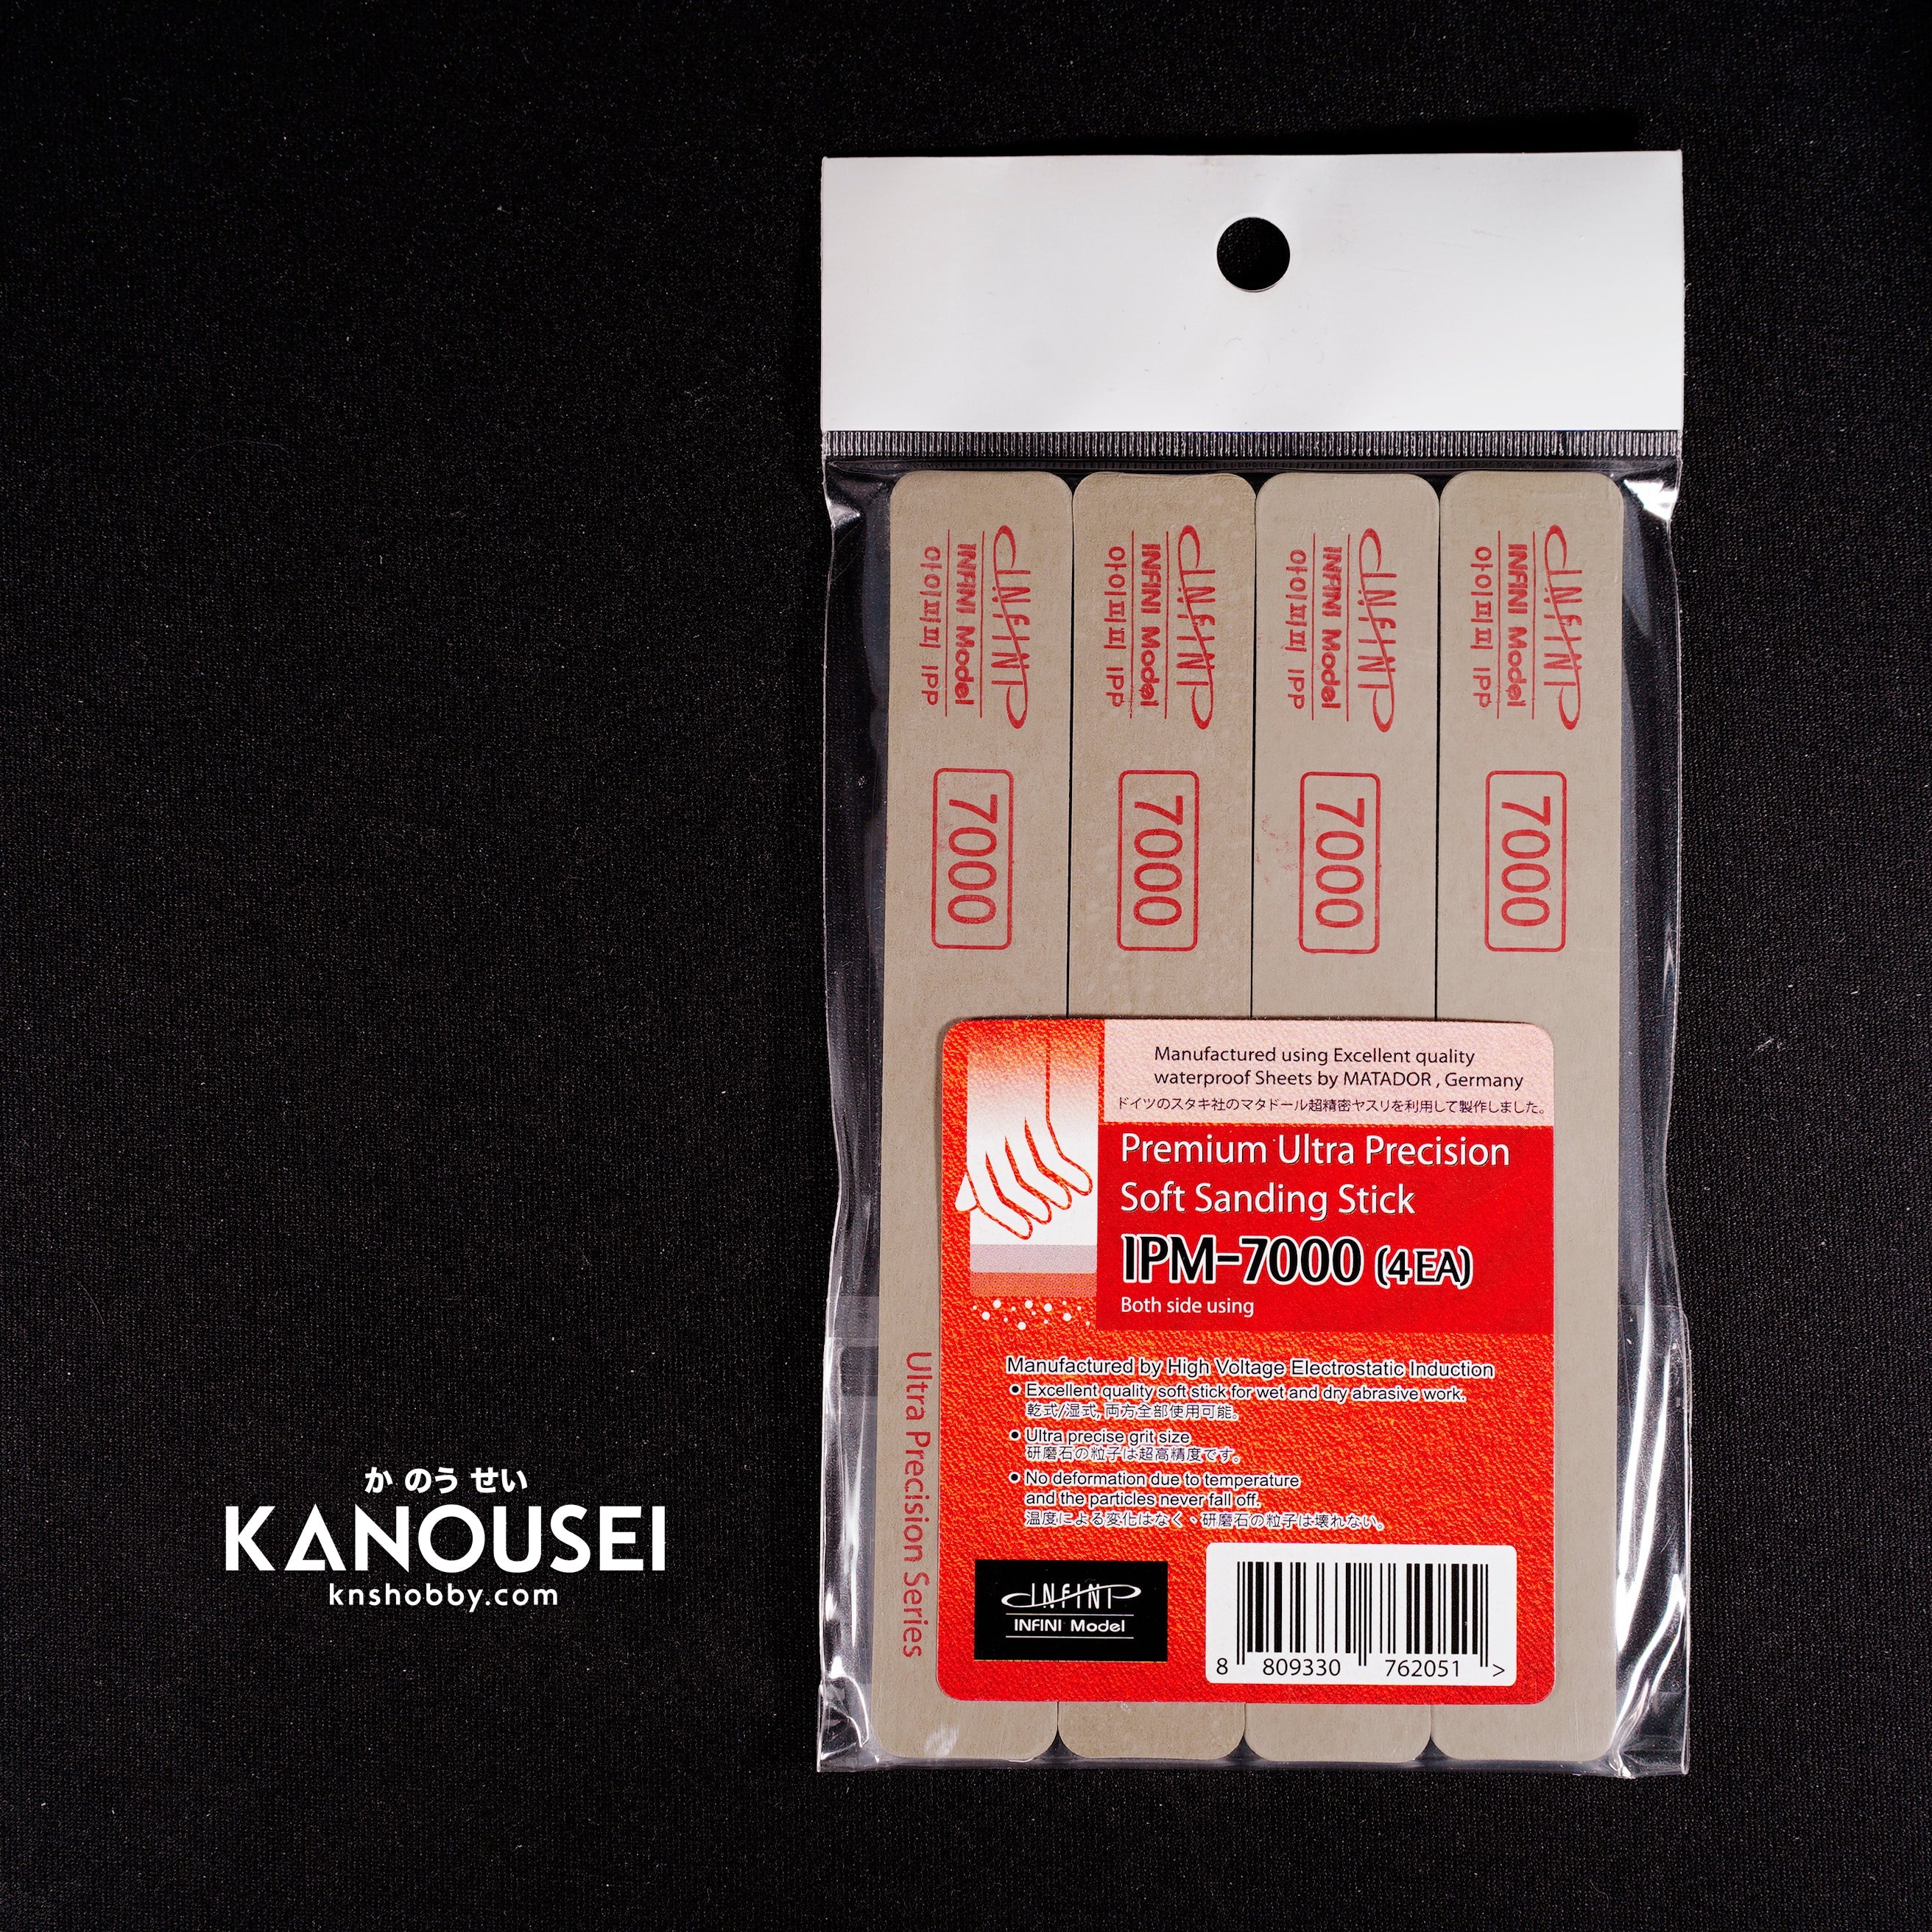 INFINI
INFINI Model
아이피피 IPP
7000
INFINI
INFINI Model
아이피피 IPP
7000
INFINI
INFINI Model
아이피피 IPP
7000
INFINI
INFINI Model
아이피피 IPP
7000
Manufactured using Excellent quality
waterproof Sheets by MATADOR , Germany
ドイツのスタキ社のマタドール超精密ヤスリを利用して製作しました。
Premium Ultra Precision
Soft Sanding Stick
IPM-7000 (4EA)
Both side using
Manufactured by High Voltage Electrostatic Induction
• Excellent quality soft stick for wet and dry abrasive work.
乾式/湿式, 両方全部使用可能。
• Ultra precise grit size
研磨石の粒子は超高精度です。
• No deformation due to temperature
and the particles never fall off.
温度による変化はなく、研磨石の粒子は壊れない。
INFINI
INFINI Model
8 809330 762051 >
Ultra Precision Series
か のう せい
KANOUSEI
knshobby.com